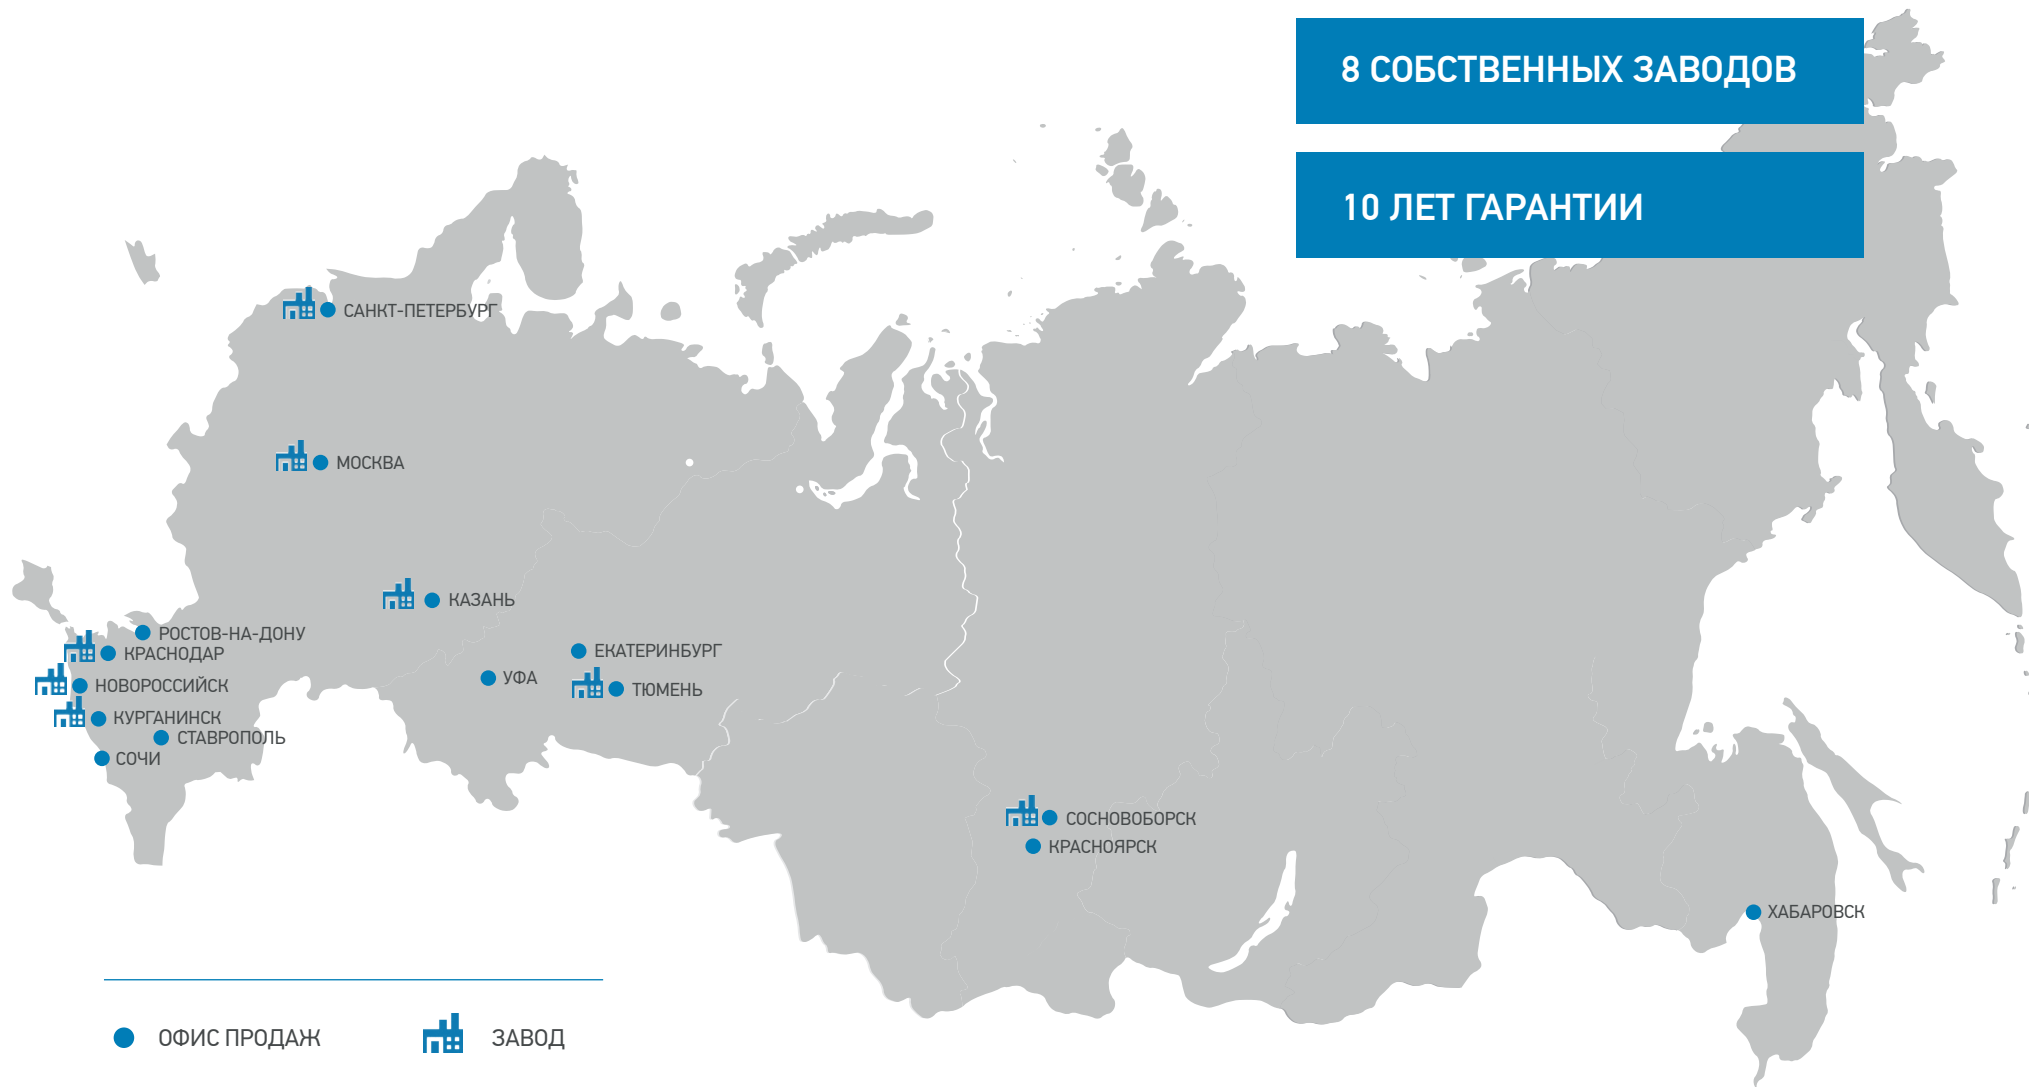 8 СОБСТВЕННЫХ ЗАВОДОВ
10 ЛЕТ ГАРАНТИИ
САНКТ-ПЕТЕРБУРГ
МОСКВА
КАЗАНЬ
РОСТОВ-НА-ДОНУ
КРАСНОДАР
ЕКАТЕРИНБУРГ
УФА
НОВОРОССИЙСК
ТЮМЕНЬ
КУРГАНИНСК
СТАВРОПОЛЬ
СОЧИ
СОСНОВОБОРСК
КРАСНОЯРСК
ХАБАРОВСК
ОФИС ПРОДАЖ
ЗАВОД